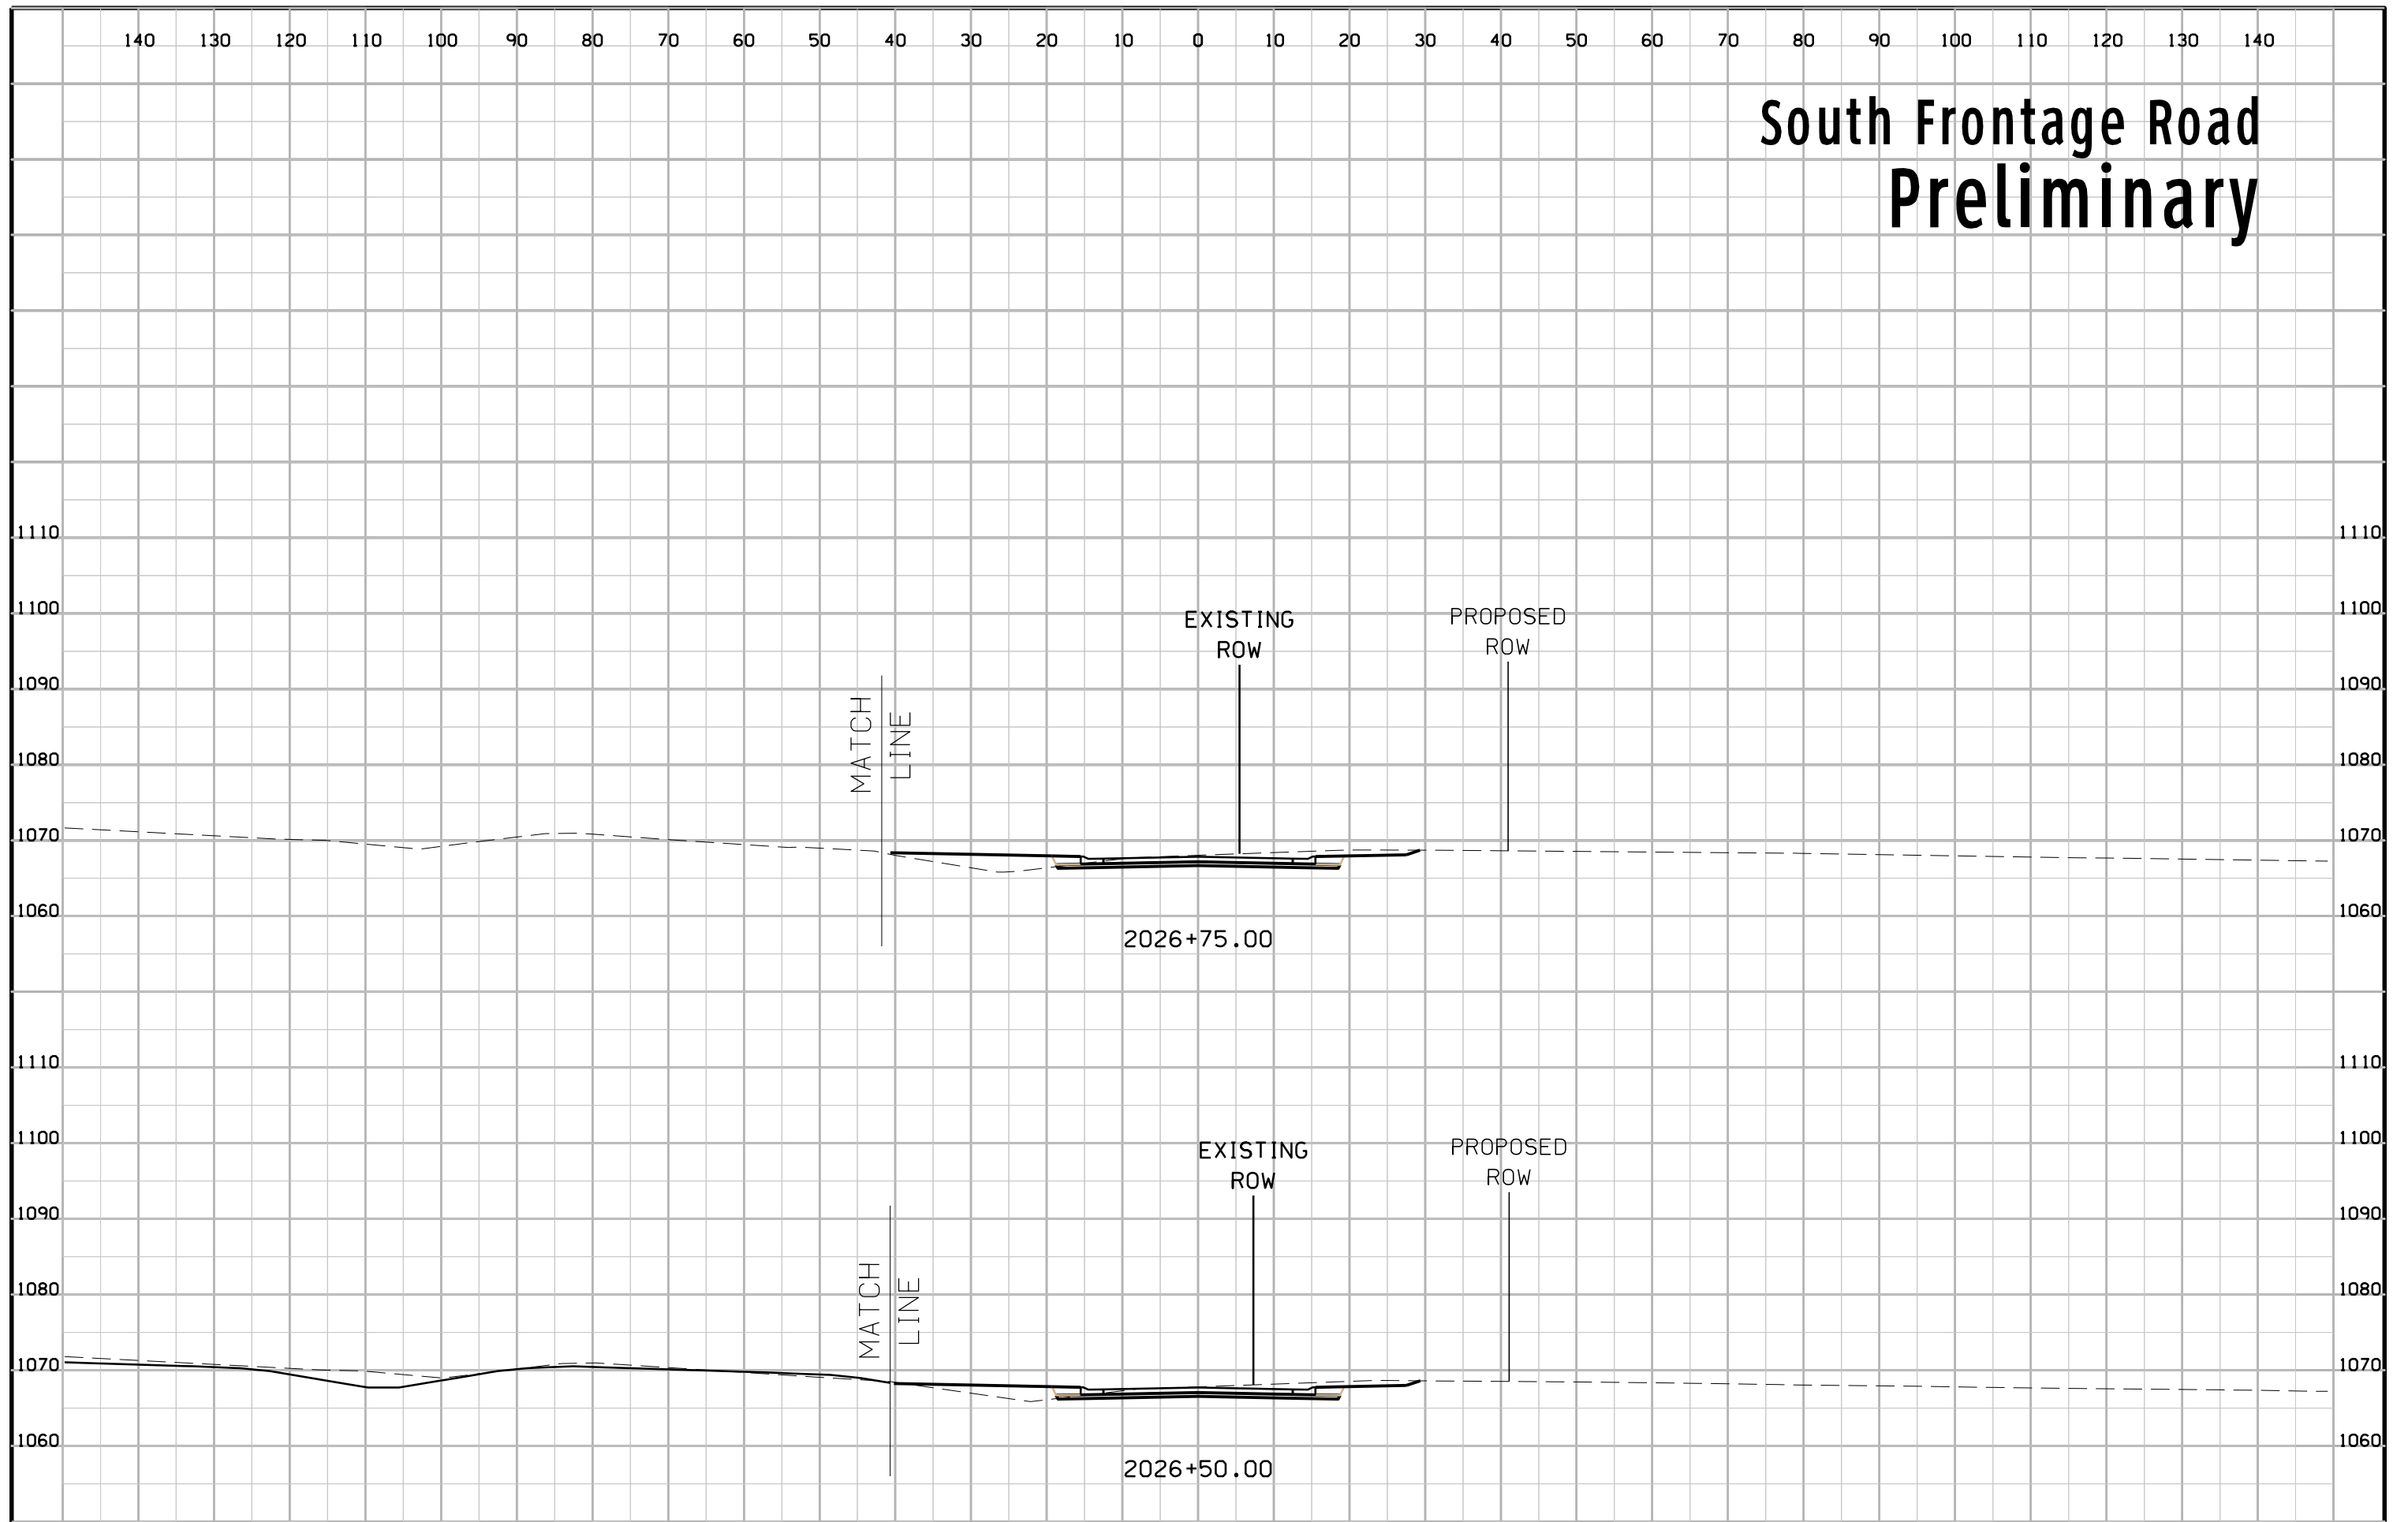 140 130 120 110 100 90 80 70 60 50 40 30 20 10 0 10 20 30 40 50 60 70 80 90 100 110 120 130 140
South Frontage Road
Preliminary
1110 1110
1100 1100
EXISTING
ROW
PROPOSED
ROW
1090 1090
MATCH
LINE
1080 1080
1070 1070
1060 1060
2026+75.00
1110 1110
1100 1100
EXISTING
ROW
PROPOSED
ROW
1090 1090
MATCH
LINE
1080 1080
1070 1070
1060 1060
2026+50.00